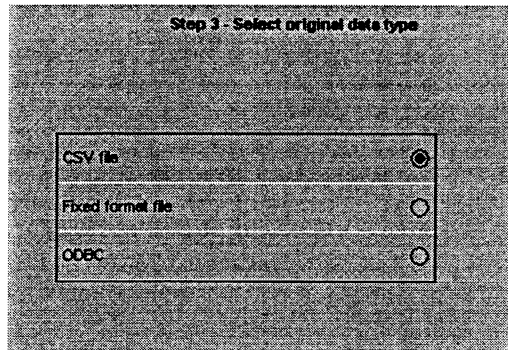 Step 3 - Select original data type
CSV file
Fixed format file
ODBC